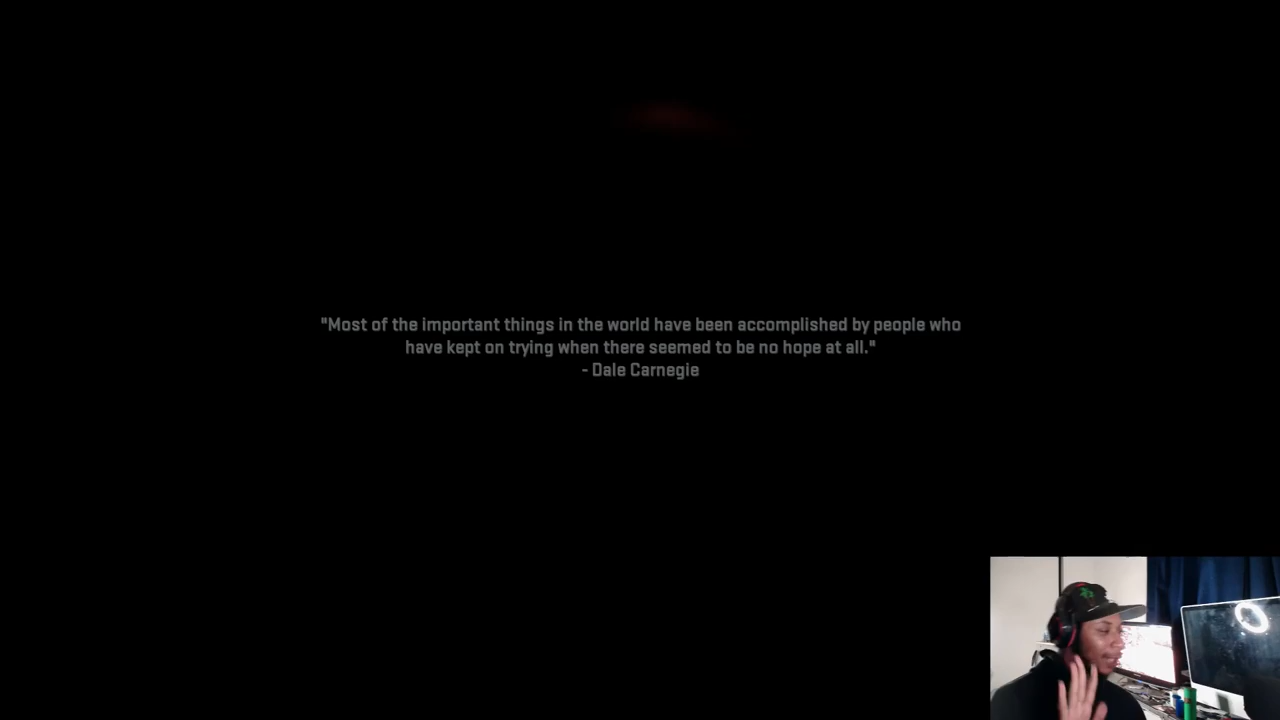 "Most of the important things in the world have been accomplished by people who
have kept on trying when there seemed to be no hope at all."
- Dale Carnegie